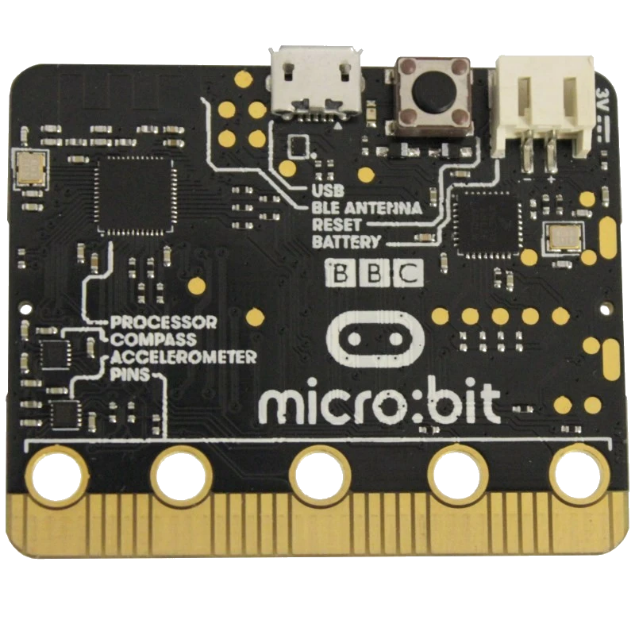 3V
USB
BLE ANTENNA
RESET
BATTERY
BBC
PROCESSOR
COMPASS
ACCELEROMETER
PINS
micro:bit